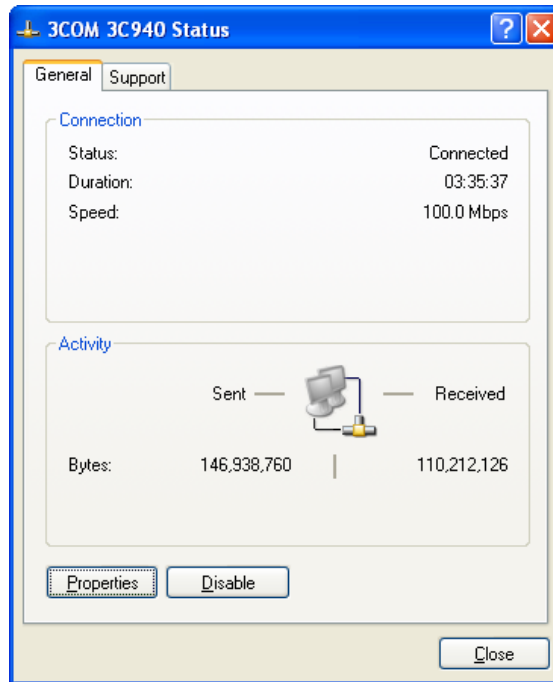 3COM 3C940 Status
General Support
Connection
Status: Connected
Duration: 03:35:37
Speed: 100.0 Mbps
Activity
Sent Received
Bytes: 146,938,760 110,212,126
Properties Disable
Close